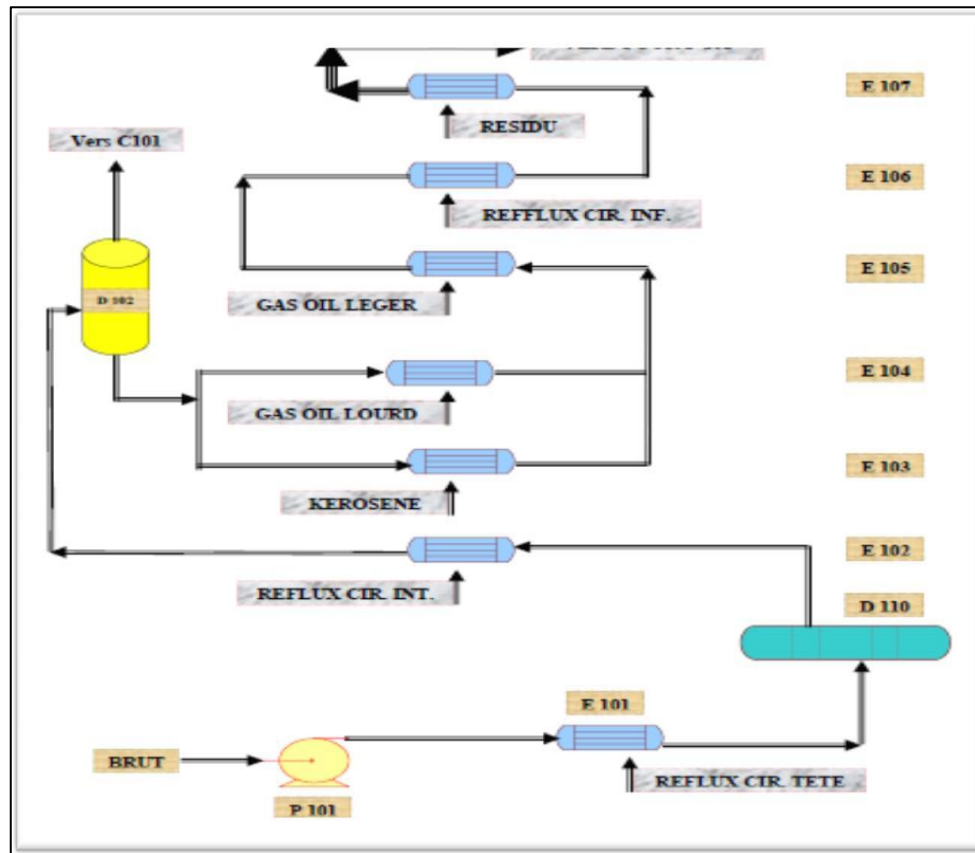 E 107
RESIDU
Vers C101
E 106
REFFLUX CIR. INF.
E 105
D 102
GAS OIL LEGER
E 104
GAS OIL LOURD
E 103
KEROSENE
E 102
REFLUX CIR. INT.
D 110
E 101
BRUT
REFLUX CIR. TETE
P 101